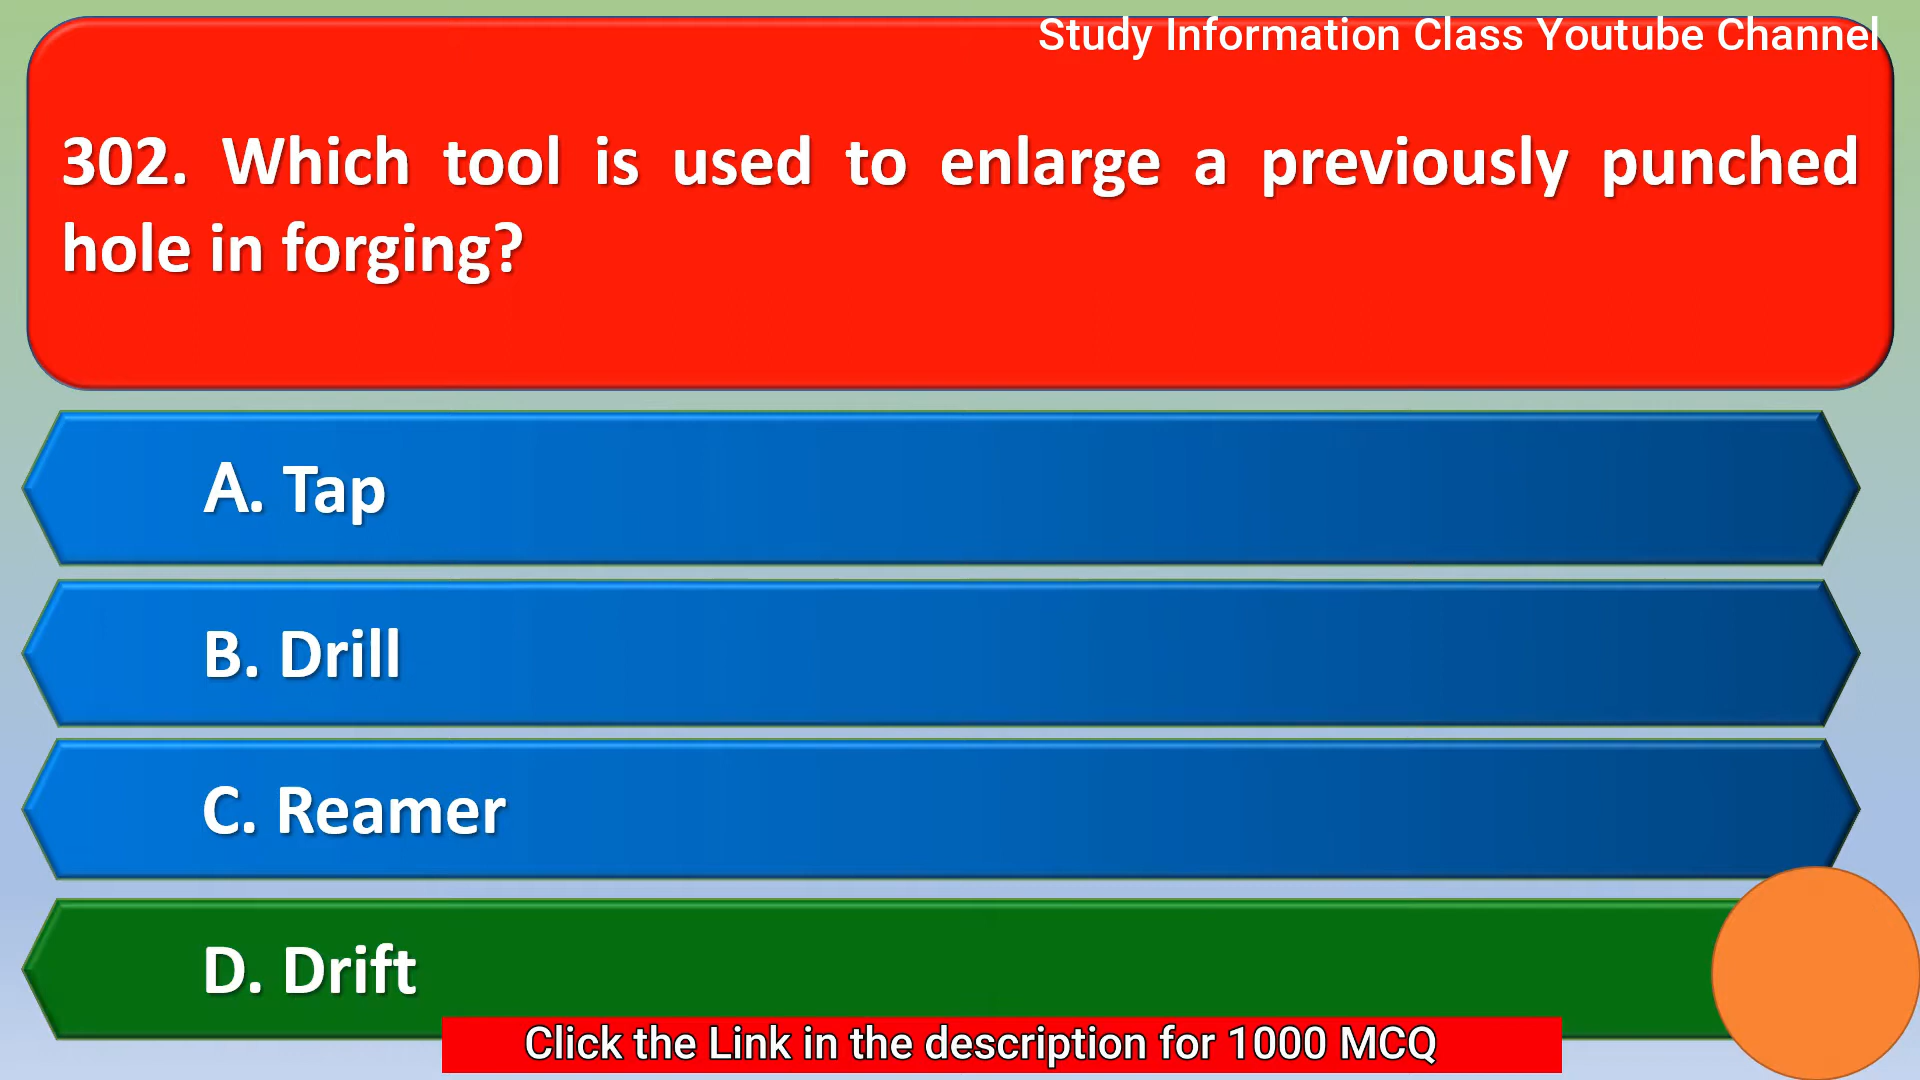 Study Information Class Youtube Channel
302. Which tool is used to enlarge a previously punched
hole in forging?
A. Tap
B. Drill
C. Reamer
D. Drift
Click the Link in the description for 1000 MCQ